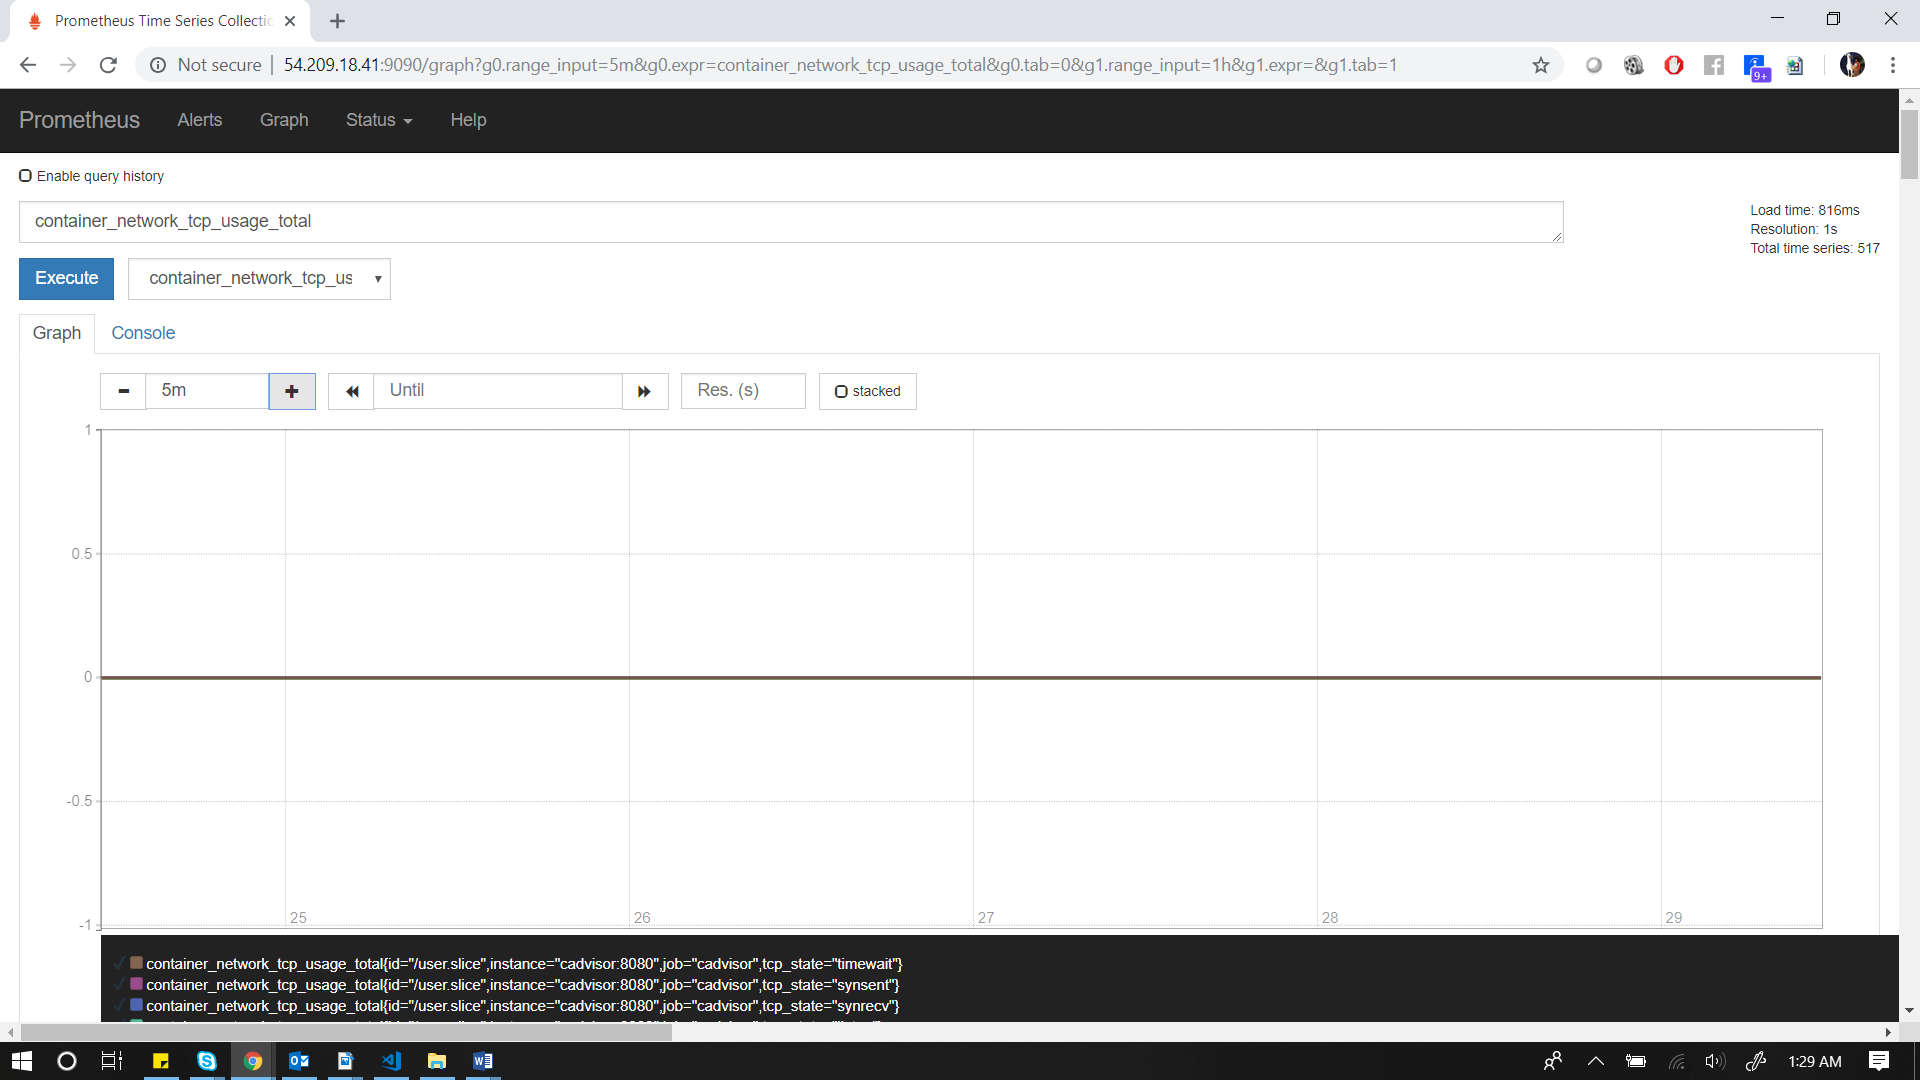 Prometheus Time Series Collectio
Not secure
54.209.18.41:9090/graph?g0.range_input=5m&g0.expr=container_network_tcp_usage_total&g0.tab=0&g1.range_input=1h&g1.expr=&g1.tab=1
9+
Prometheus Alerts Graph Status Help
Enable query history
container_network_tcp_usage_total
Load time: 816ms
Resolution: 1s
Total time series: 517
Execute
container_network_tcp_us
Graph Console
5m
Until
Res. (s)
stacked
1
0.5
0
-0.5
-1
25 26 27 28 29
container_network_tcp_usage_total{id="/user.slice",instance="cadvisor:8080",job="cadvisor",tcp_state="timewait"}
container_network_tcp_usage_total{id="/user.slice",instance="cadvisor:8080",job="cadvisor",tcp_state="synsent"}
container_network_tcp_usage_total{id="/user.slice",instance="cadvisor:8080",job="cadvisor",tcp_state="synrecv"}
1:29 AM